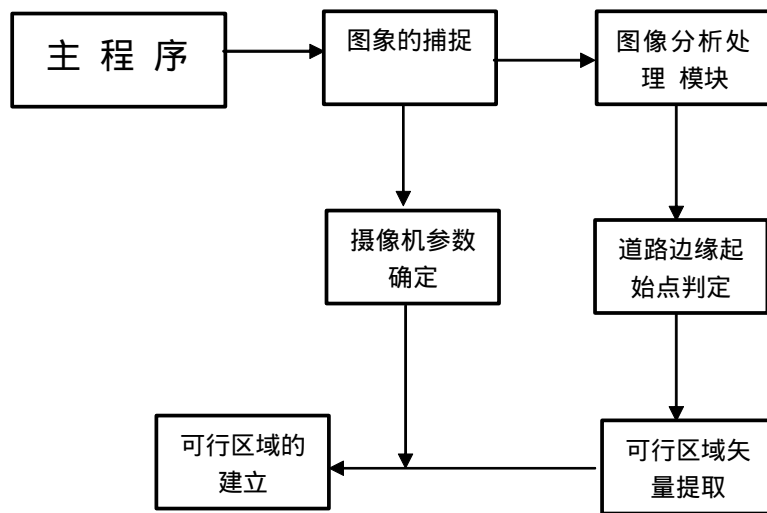 主 程 序
图象的捕捉
图像分析处
理 模块
摄像机参数
确定
道路边缘起
始点判定
可行区域的
建立
可行区域矢
量提取